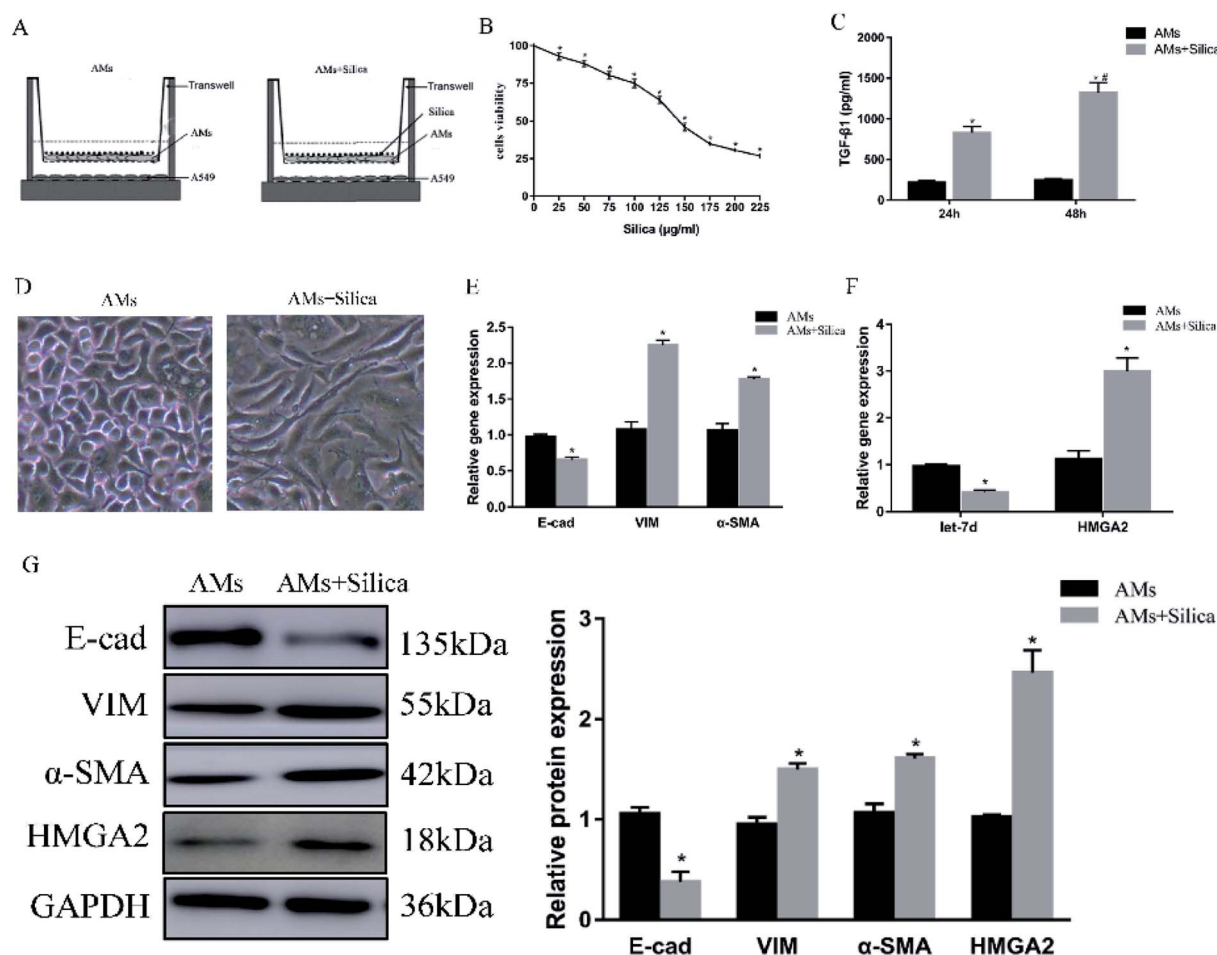 A
AMs
Transwell
AMs
A549
AMs+Silica
Transwell
Silica
AMs
A549
B
cells viability
100
75
50
25
0
0 25 50 75 100 125 150 175 200 225
Silica (μg/ml)
* * * * * * * * *
C
TGF-β1 (pg/ml)
2000
1500
1000
500
0
AMs
AMs+Silica
*
* #
24h 48h
D
AMs
AMs+Silica
E
Relative gene expression
2.5
2.0
1.5
1.0
0.5
0.0
AMs
AMs+Silica
* * *
E-cad VIM α-SMA
F
Relative gene expression
4
3
2
1
0
AMs
AMs+Silica
* *
let-7d HMGA2
G
AMs AMs+Silica
E-cad 135kDa
VIM 55kDa
α-SMA 42kDa
HMGA2 18kDa
GAPDH 36kDa
Relative protein expression
3
2
1
0
AMs
AMs+Silica
* * * *
E-cad VIM α-SMA HMGA2